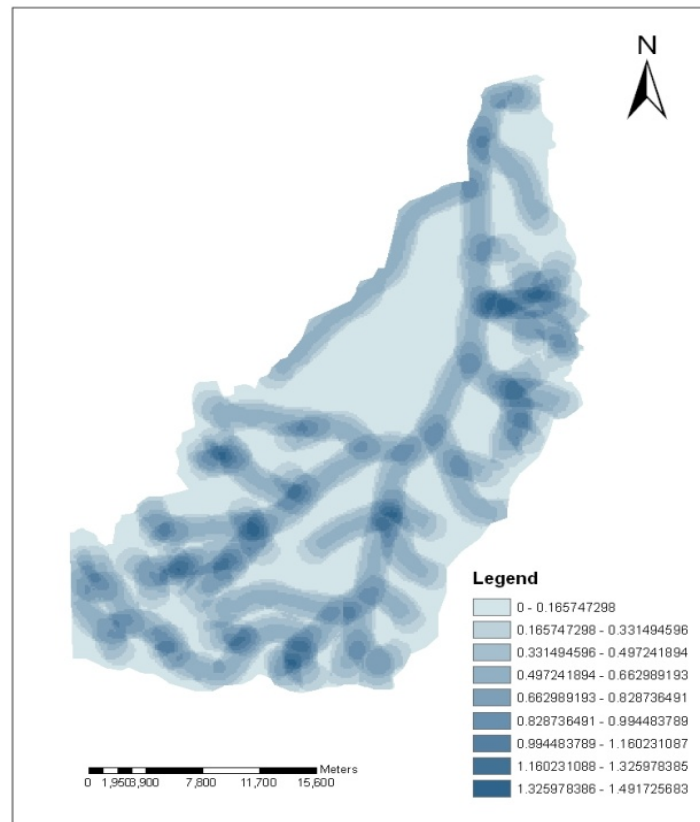 N
Legend
0 - 0.165747298
0.165747298 - 0.331494596
0.331494596 - 0.497241894
0.497241894 - 0.662989193
0.662989193 - 0.828736491
0.828736491 - 0.994483789
0.994483789 - 1.160231087
1.160231088 - 1.325978385
1.325978386 - 1.491725683
Meters
0 1,950 3,900 7,800 11,700 15,600